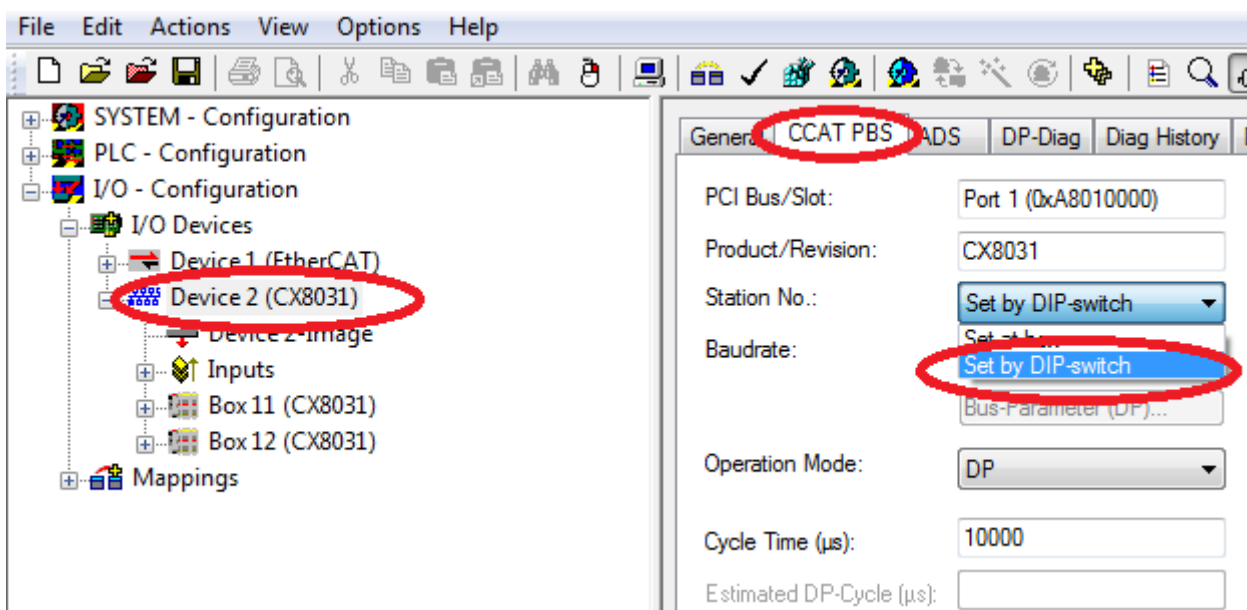 File Edit Actions View Options Help
SYSTEM - Configuration
PLC - Configuration
I/O - Configuration
I/O Devices
Device 1 (EtherCAT)
Device 2 (CX8031)
Device 2-Image
Inputs
Box 11 (CX8031)
Box 12 (CX8031)
Mappings
General CCAT PBS ADS DP-Diag Diag History
PCI Bus/Slot: Port 1 (0xA8010000)
Product/Revision: CX8031
Station No.: Set by DIP-switch
Set at
Baudrate: Set by DIP-switch
Bus-Parameter (DP)...
Operation Mode: DP
Cycle Time (µs): 10000
Estimated DP-Cycle (µs):